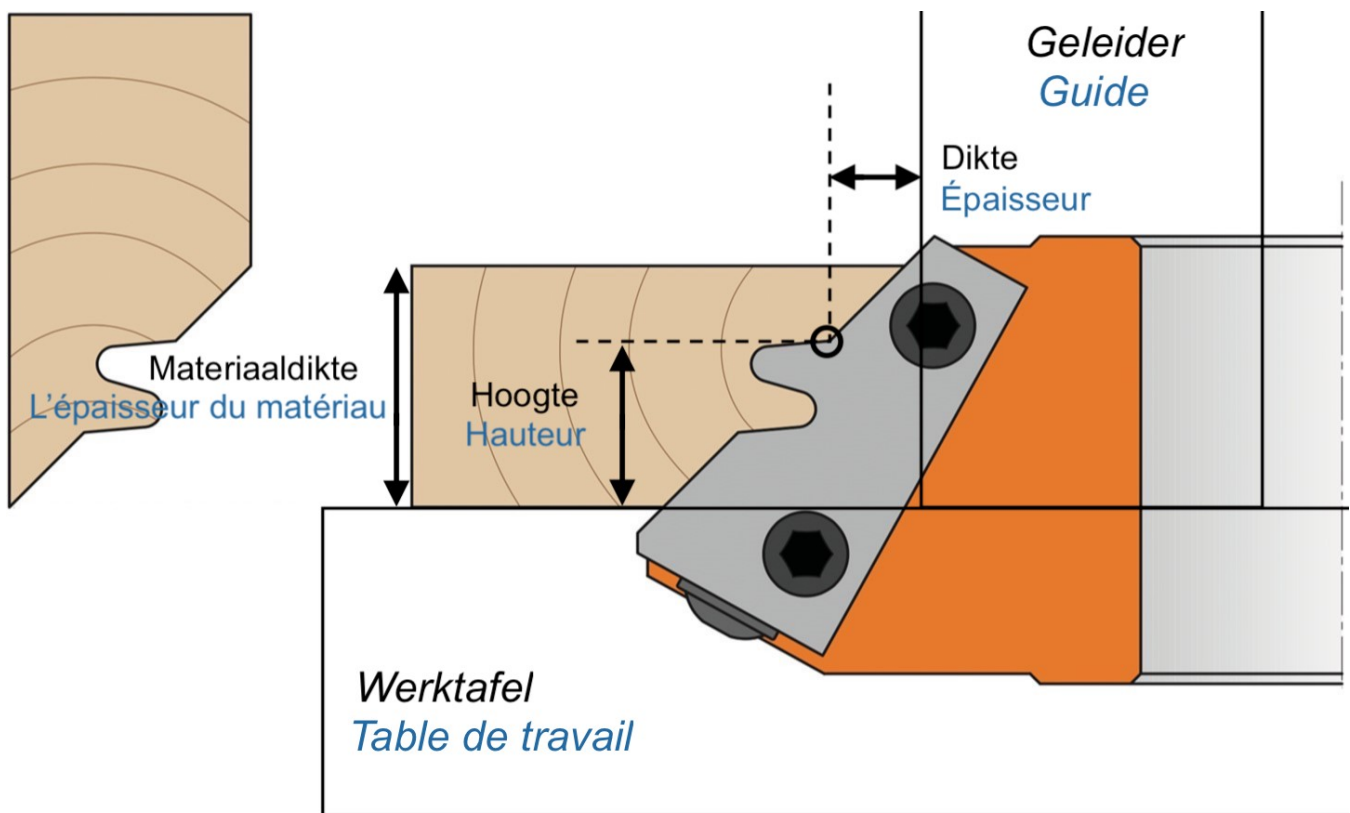 Geleider
Guide
Dikte
Épaisseur
Materiaaldikte
L'épaisseur du matériau
Hoogte
Hauteur
Werktafel
Table de travail